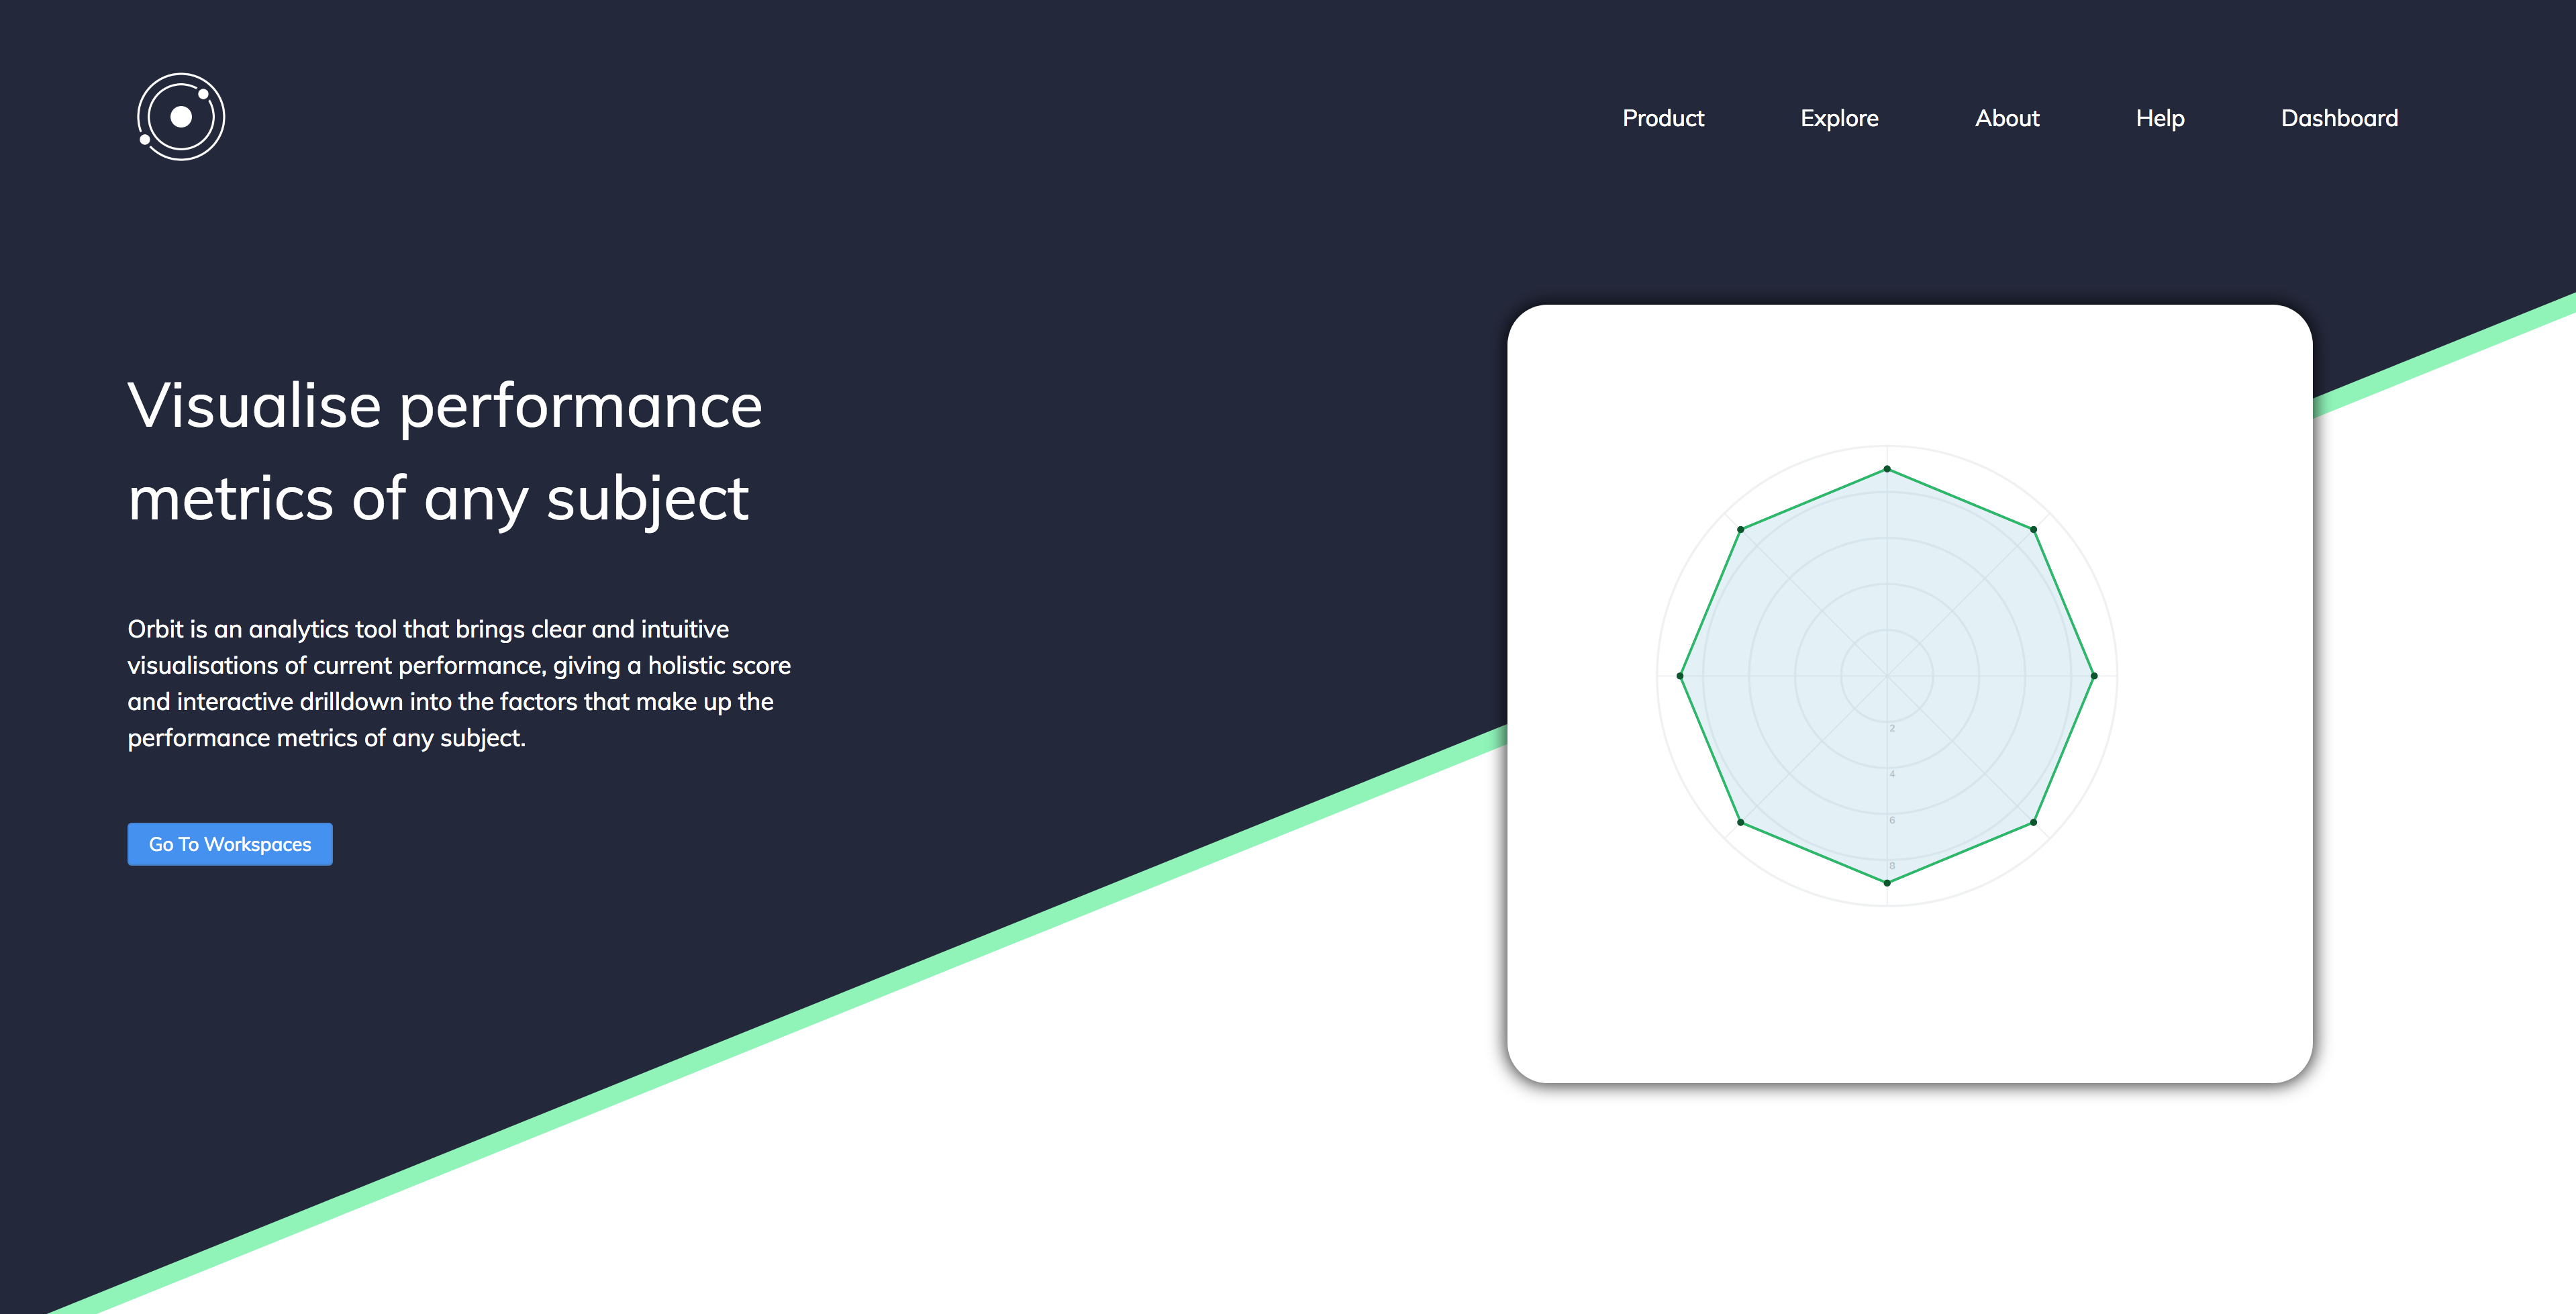 Product Explore About Help Dashboard
Visualise performance
metrics of any subject
Orbit is an analytics tool that brings clear and intuitive
visualisations of current performance, giving a holistic score
and interactive drilldown into the factors that make up the
performance metrics of any subject.
Go To Workspaces
2
4
6
8